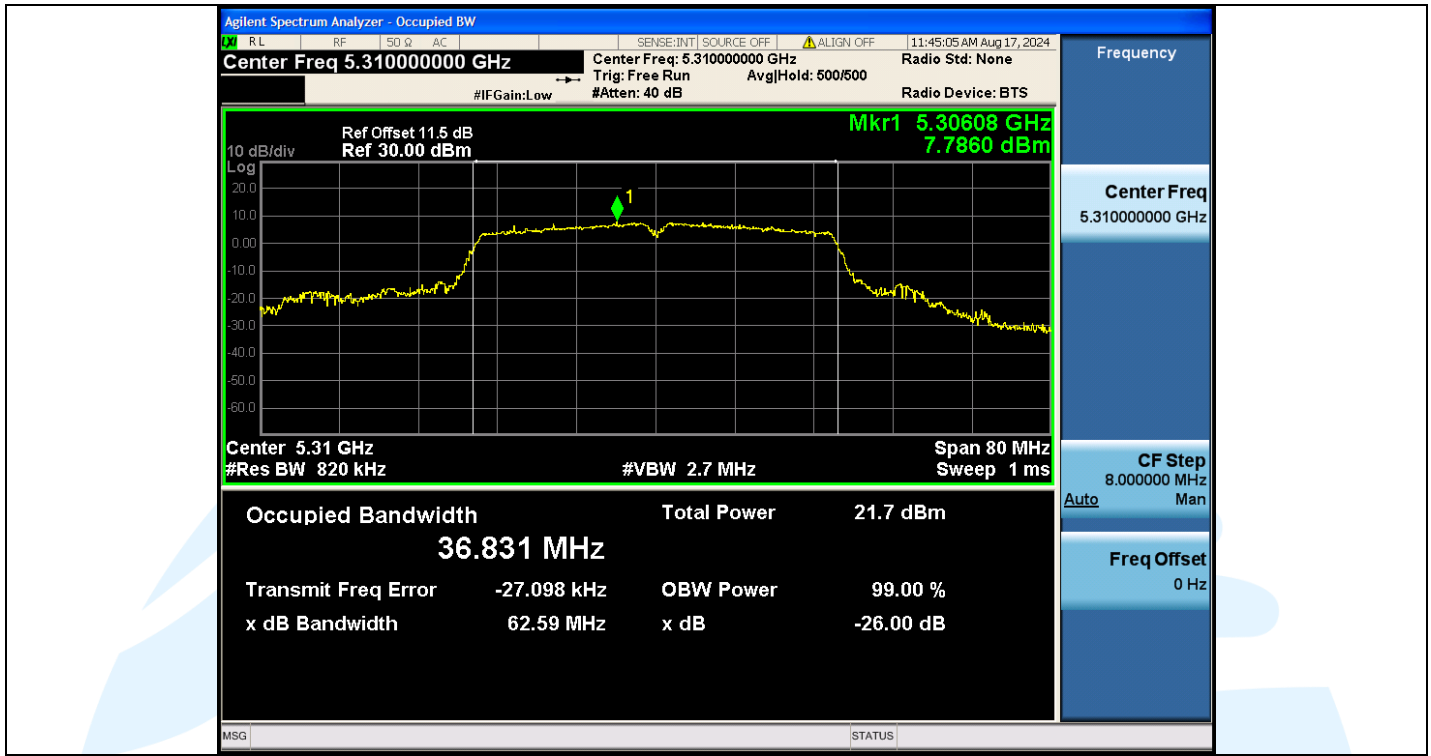 Agilent Spectrum Analyzer - Occupied BW
LXI RL RF 50 Ω AC SENSE:INT SOURCE OFF ALIGN OFF 11:45:05 AM Aug 17, 2024
Center Freq 5.310000000 GHz
Center Freq: 5.310000000 GHz
Radio Std: None
Trig: Free Run Avg|Hold: 500/500
#IFGain:Low
#Atten: 40 dB
Radio Device: BTS
Frequency
Mkr1 5.30608 GHz
7.7860 dBm
Ref Offset 11.5 dB
10 dB/div Ref 30.00 dBm
Log
20.0
10.0
0.00
-10.0
-20.0
-30.0
-40.0
-50.0
-60.0
1
Center 5.31 GHz Span 80 MHz
#Res BW 820 kHz #VBW 2.7 MHz Sweep 1 ms
Center Freq
5.310000000 GHz
CF Step
8.000000 MHz
Auto Man
Freq Offset
0 Hz
Occupied Bandwidth Total Power 21.7 dBm
36.831 MHz
Transmit Freq Error -27.098 kHz OBW Power 99.00 %
x dB Bandwidth 62.59 MHz x dB -26.00 dB
MSG STATUS